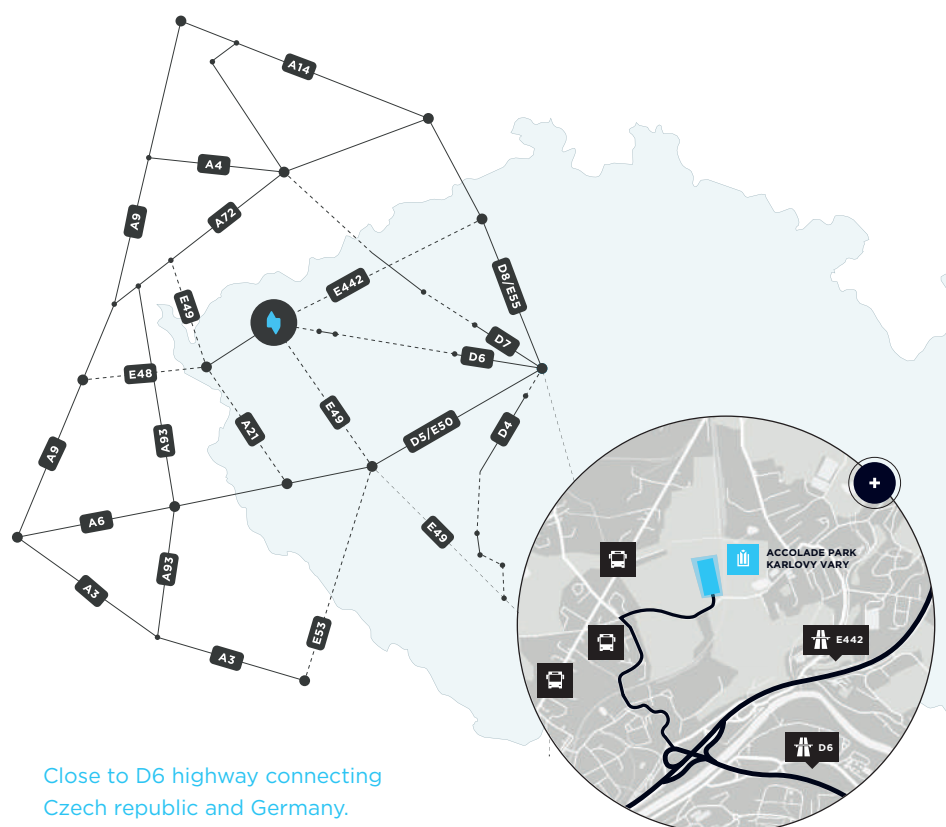 A14
A4
A9
A72
E442
D8/E55
E49
D7
D6
E48
E49
A21
D5/E50
D4
A93
A9
A6
E49
A93
A3
E53
A3
+
ACCOLADE PARK
KARLOVY VARY
E442
D6
Close to D6 highway connecting
Czech republic and Germany.